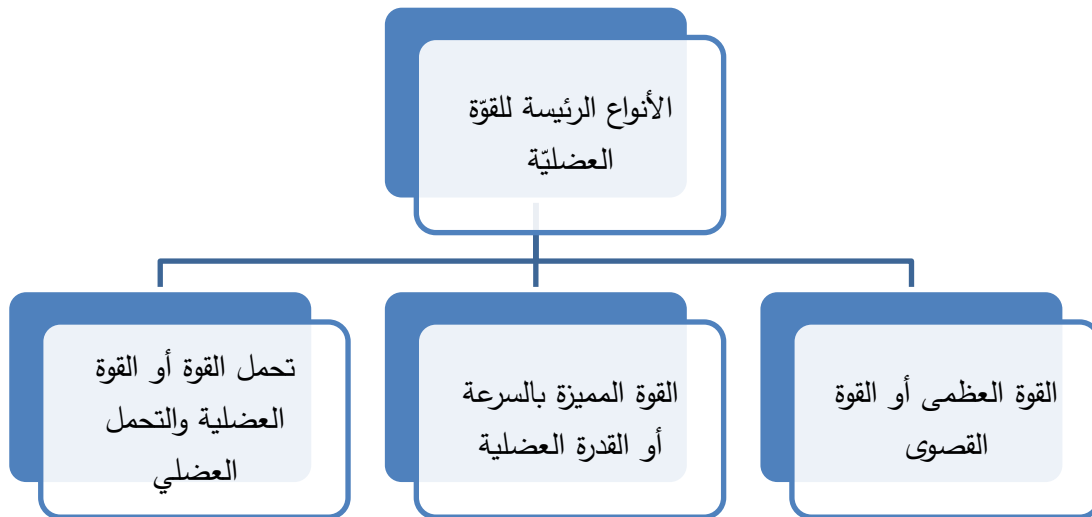 الأنواع الرئيسة للقوّة
العضليّة
القوة العظمى أو القوة
القصوى
القوة المميزة بالسرعة
أو القدرة العضلية
تحمل القوة أو القوة
العضلية والتحمل
العضلي